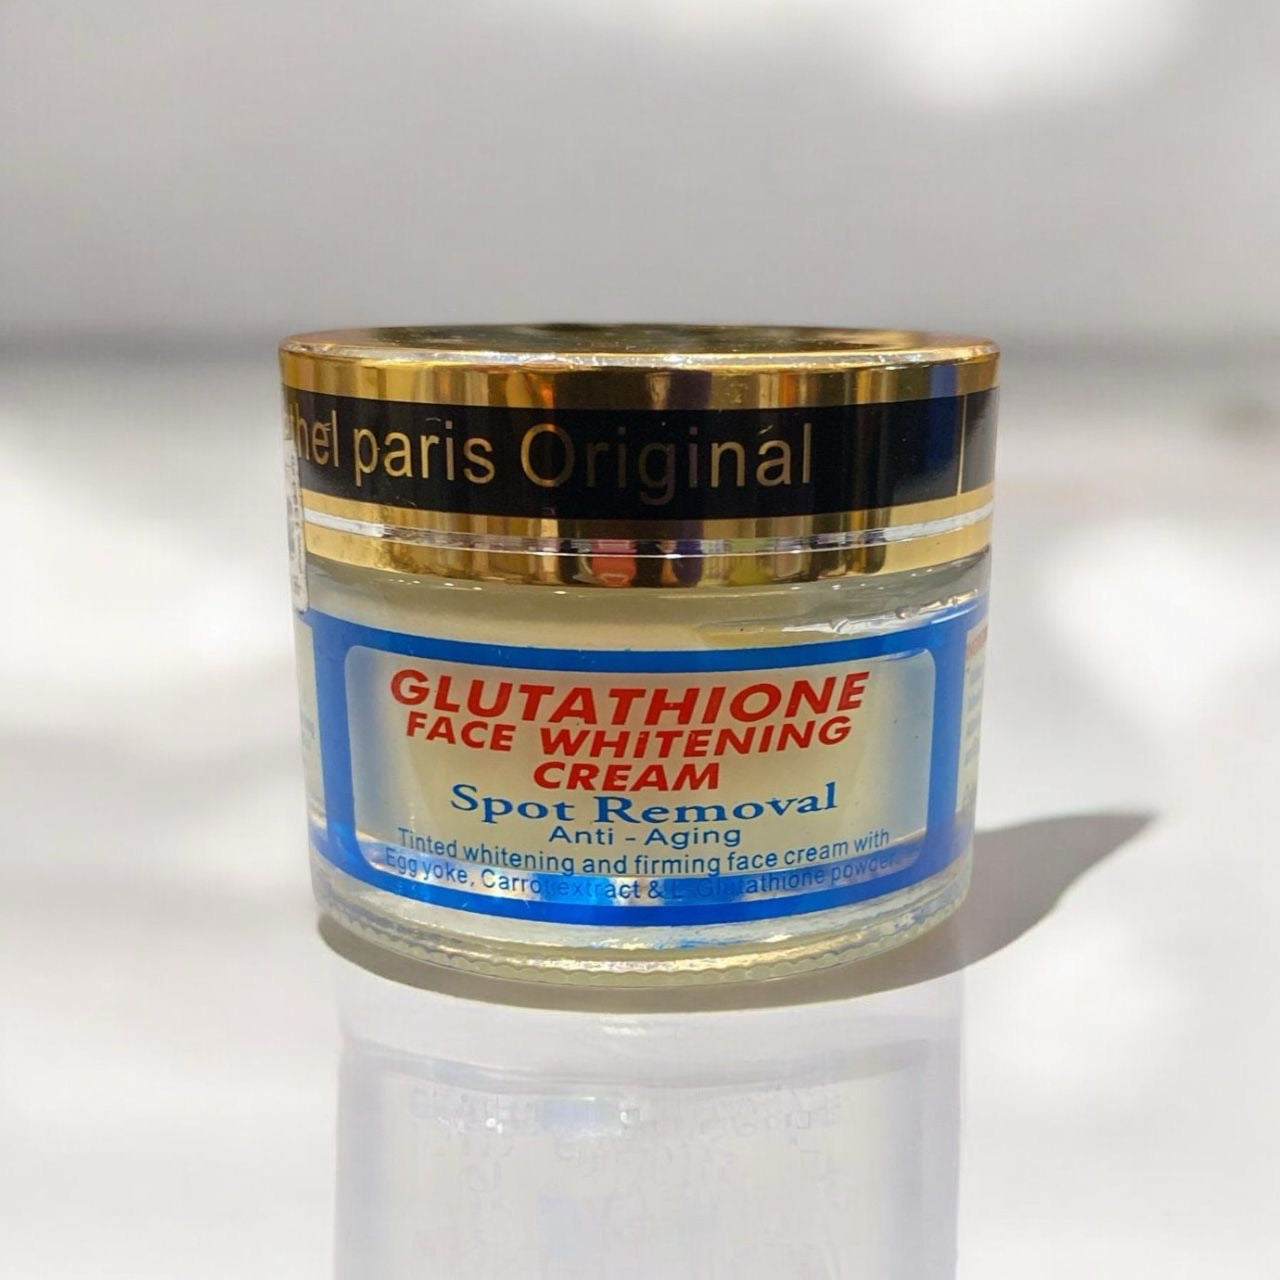 paris Original
GLUTATHIONE
FACE WHiTENING
CREAM
Spot Removal
Anti - Aging
Tinted whitening and firming face cream with
Egg yoke, Carrot extract & L-Glutathione powder